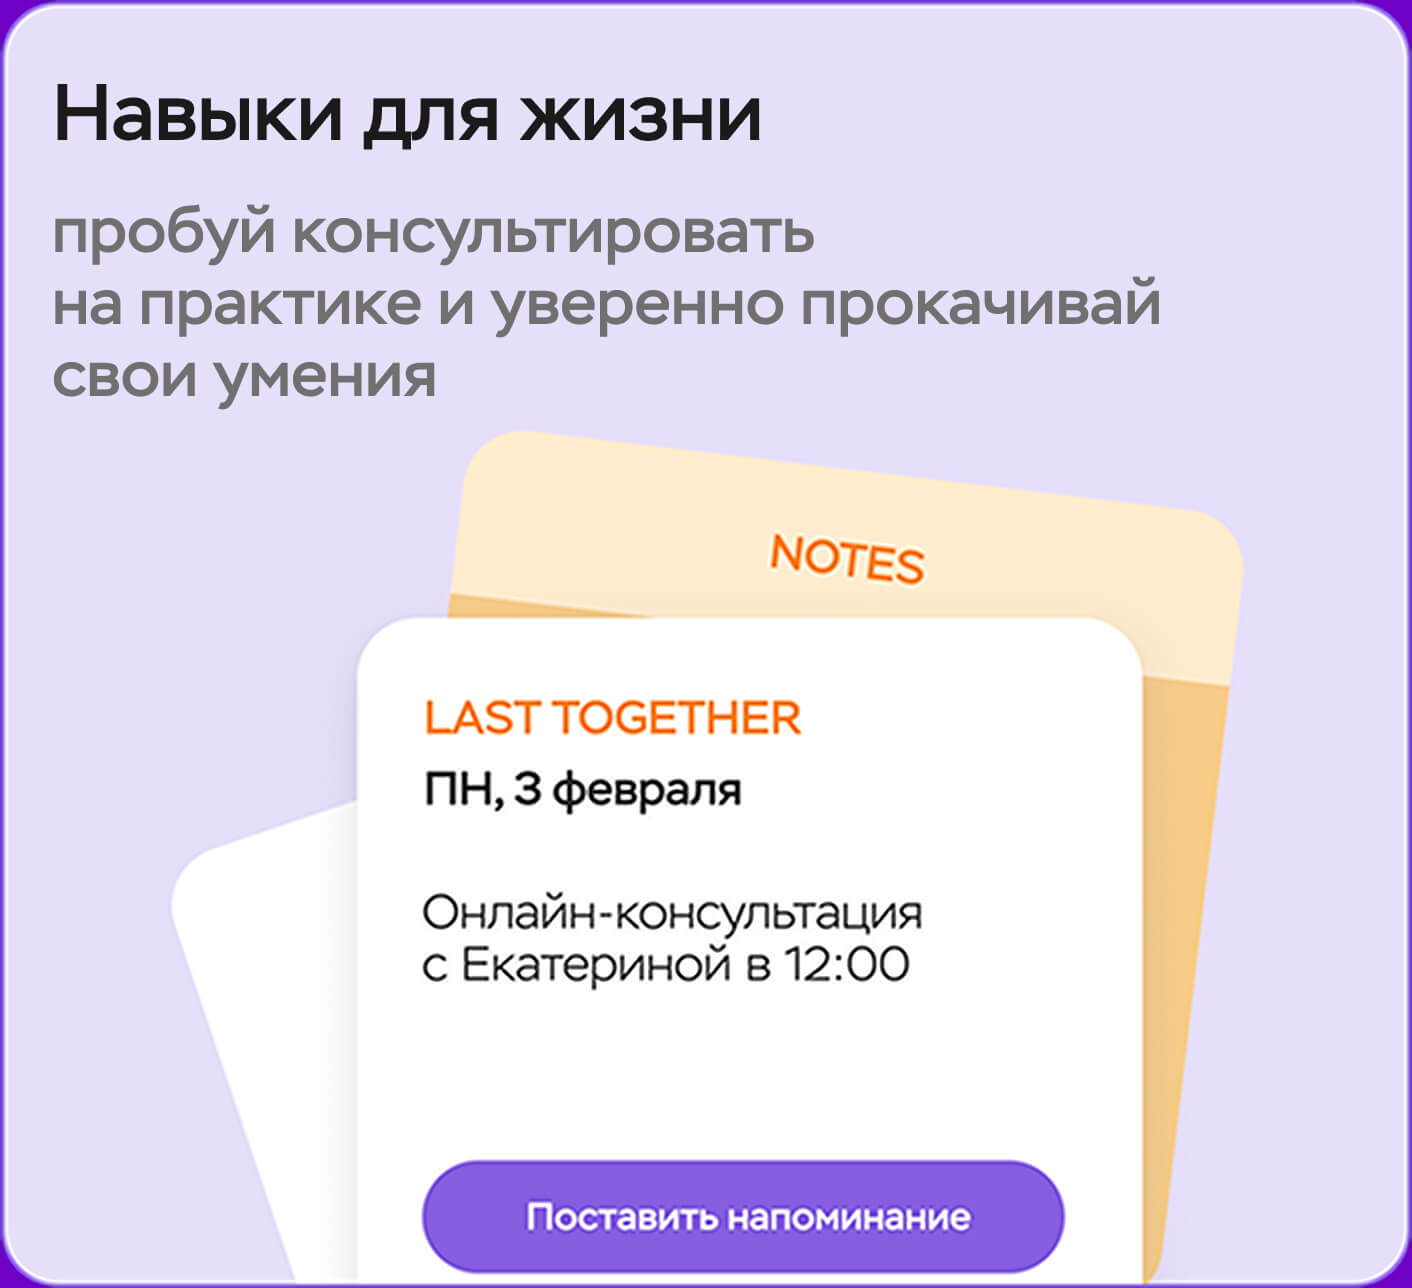 Навыки для жизни
пробуй консультировать
на практике и уверенно прокачивай
свои умения
NOTES
LAST TOGETHER
ПН, 3 февраля
Онлайн-консультация
с Екатериной в 12:00
Поставить напоминание